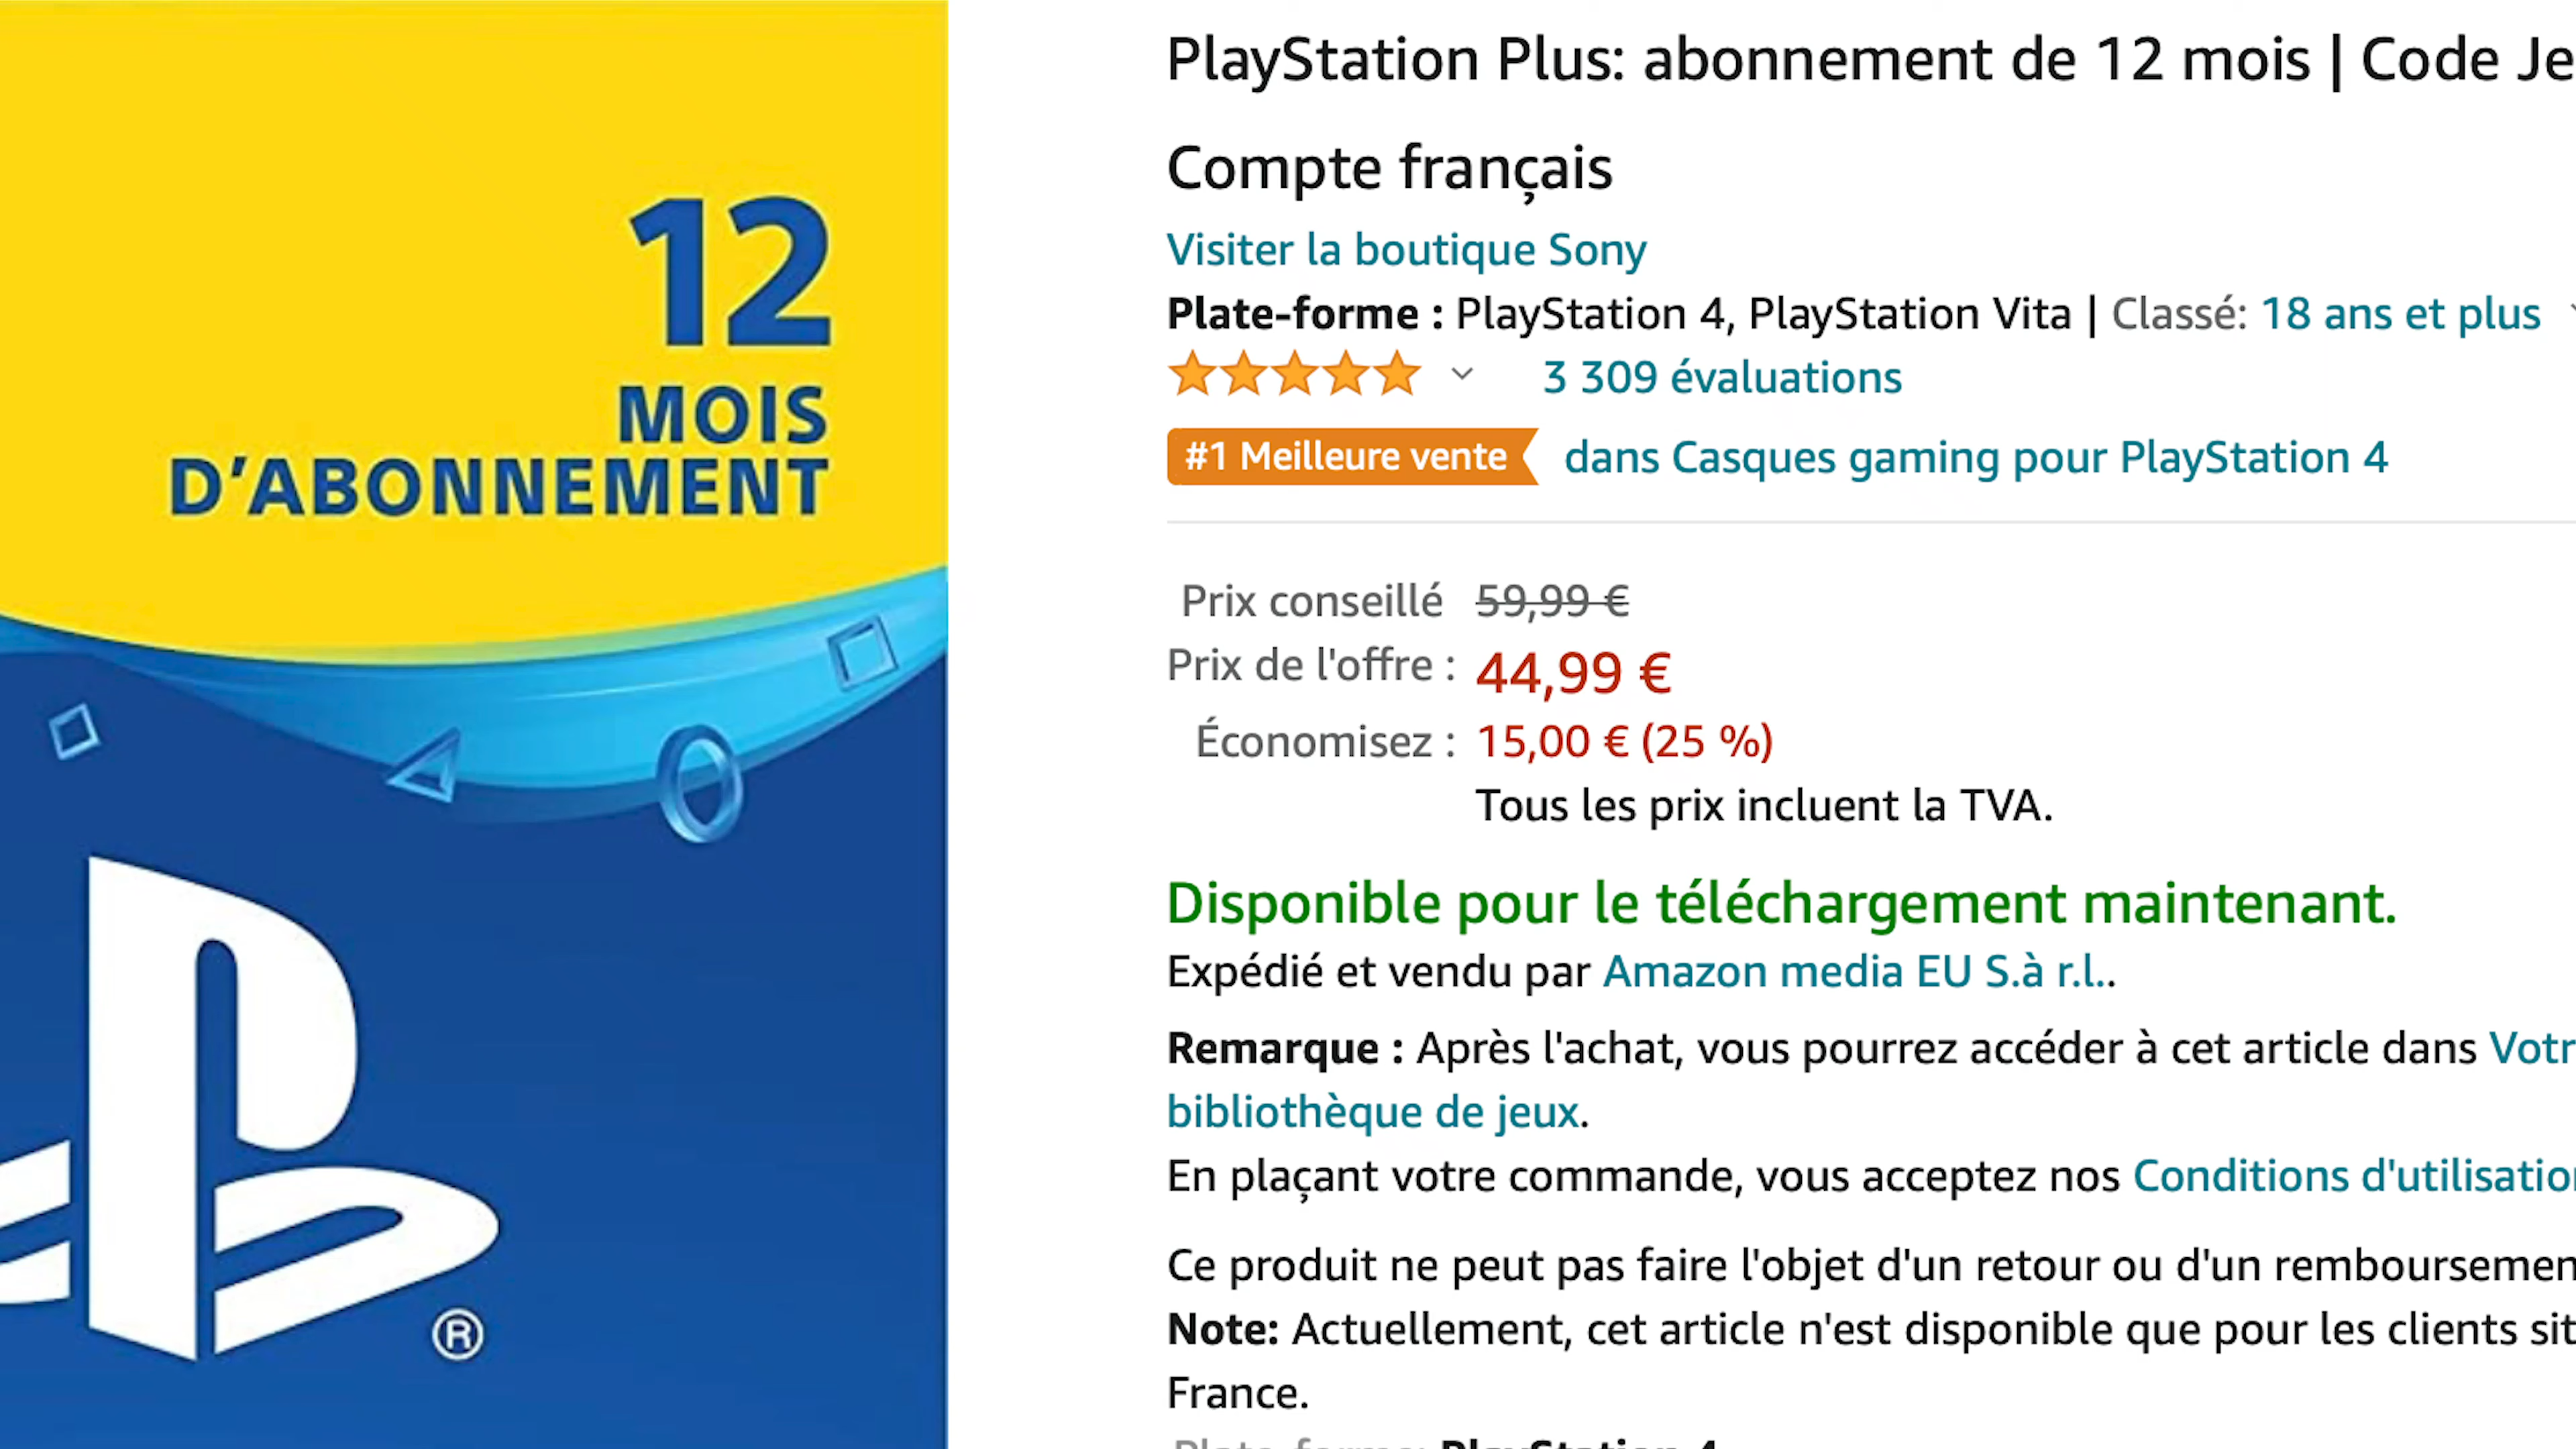 12
MOIS
D'ABONNEMENT
®
PlayStation Plus: abonnement de 12 mois | Code Je
Compte français
Visiter la boutique Sony
Plate-forme : PlayStation 4, PlayStation Vita | Classé: 18 ans et plus
3 309 évaluations
#1 Meilleure vente dans Casques gaming pour PlayStation 4
Prix conseillé 59,99 €
Prix de l'offre : 44,99 €
Économisez : 15,00 € (25 %)
Tous les prix incluent la TVA.
Disponible pour le téléchargement maintenant.
Expédié et vendu par Amazon media EU S.à r.l..
Remarque : Après l'achat, vous pourrez accéder à cet article dans Votr
bibliothèque de jeux.
En plaçant votre commande, vous acceptez nos Conditions d'utilisatio
Ce produit ne peut pas faire l'objet d'un retour ou d'un remboursemen
Note: Actuellement, cet article n'est disponible que pour les clients sit
France.
Plate-forme: PlayStation 4